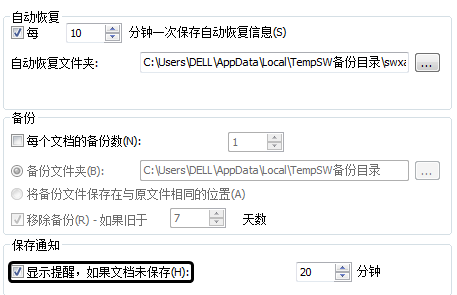 自动恢复
每 10 分钟一次保存自动恢复信息(S)
自动恢复文件夹: C:\Users\DELL\AppData\Local\TempSW备份目录\swxa ...
备份
每个文档的备份数(N): 1
备份文件夹(B): C:\Users\DELL\AppData\Local\TempSW备份目录 ...
将备份文件保存在与原文件相同的位置(A)
移除备份(R) - 如果旧于 7 天数
保存通知
显示提醒，如果文档未保存(H): 20 分钟